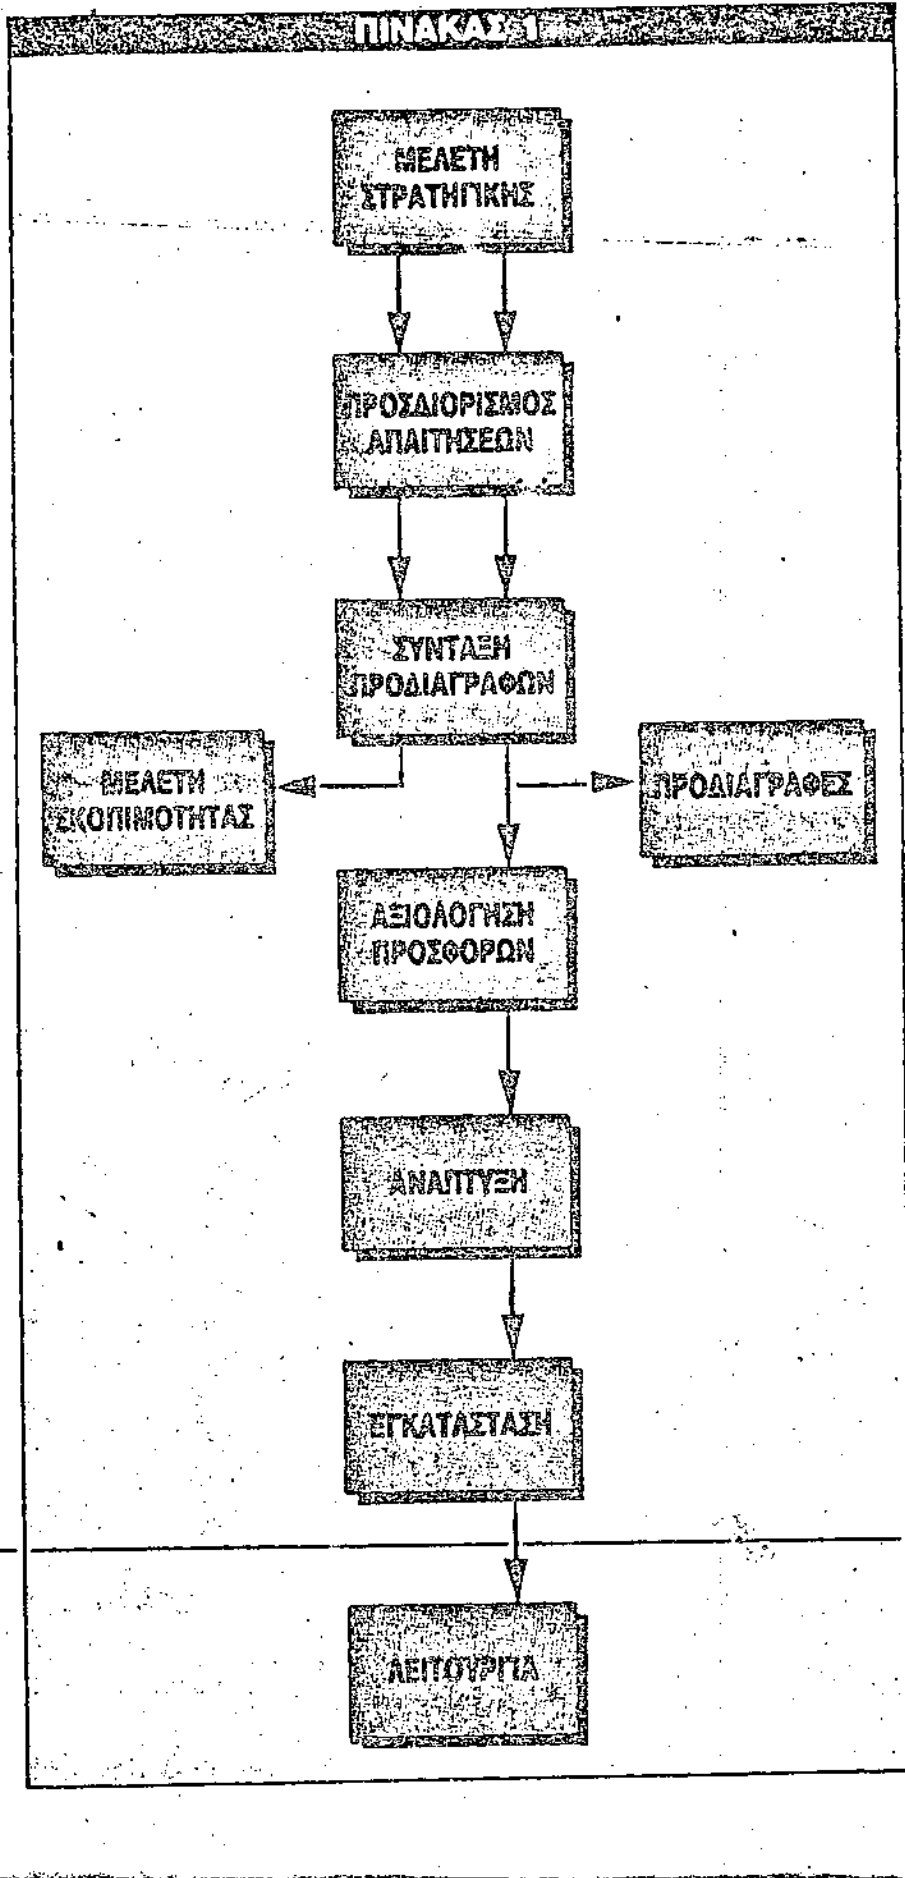 ΠΙΝΑΚΑΣ 1
ΜΕΛΕΤΗ
ΣΤΡΑΤΗΓΙΚΗΣ
ΠΡΟΣΔΙΟΡΙΣΜΟΣ
ΑΠΑΙΤΗΣΕΩΝ
ΣΥΝΤΑΞΗ
ΠΡΟΔΙΑΓΡΑΦΩΝ
ΜΕΛΕΤΗ
ΣΚΟΠΙΜΟΤΗΤΑΣ
ΠΡΟΔΙΑΓΡΑΦΕΣ
ΑΞΙΟΛΟΓΗΣΗ
ΠΡΟΣΦΟΡΩΝ
ΑΝΑΠΤΥΞΗ
ΕΓΚΑΤΑΣΤΑΣΗ
ΛΕΙΤΟΥΡΓΙΑ